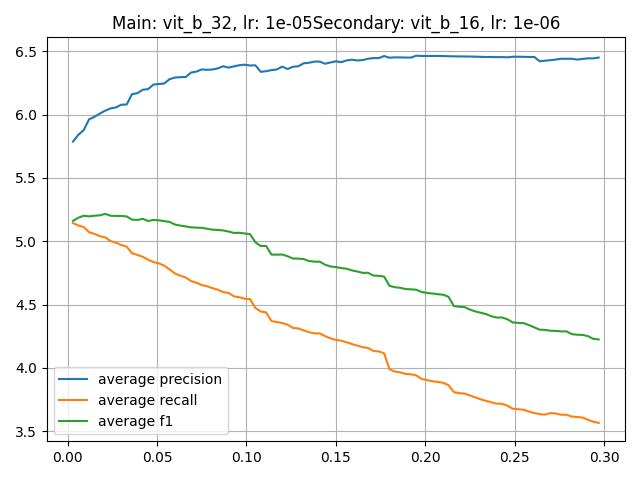 Main: vit_b_32, lr: 1e-05Secondary: vit_b_16, lr: 1e-06
6.5
6.0
5.5
5.0
4.5
4.0
3.5
average precision
average recall
average f1
0.00 0.05 0.10 0.15 0.20 0.25 0.30